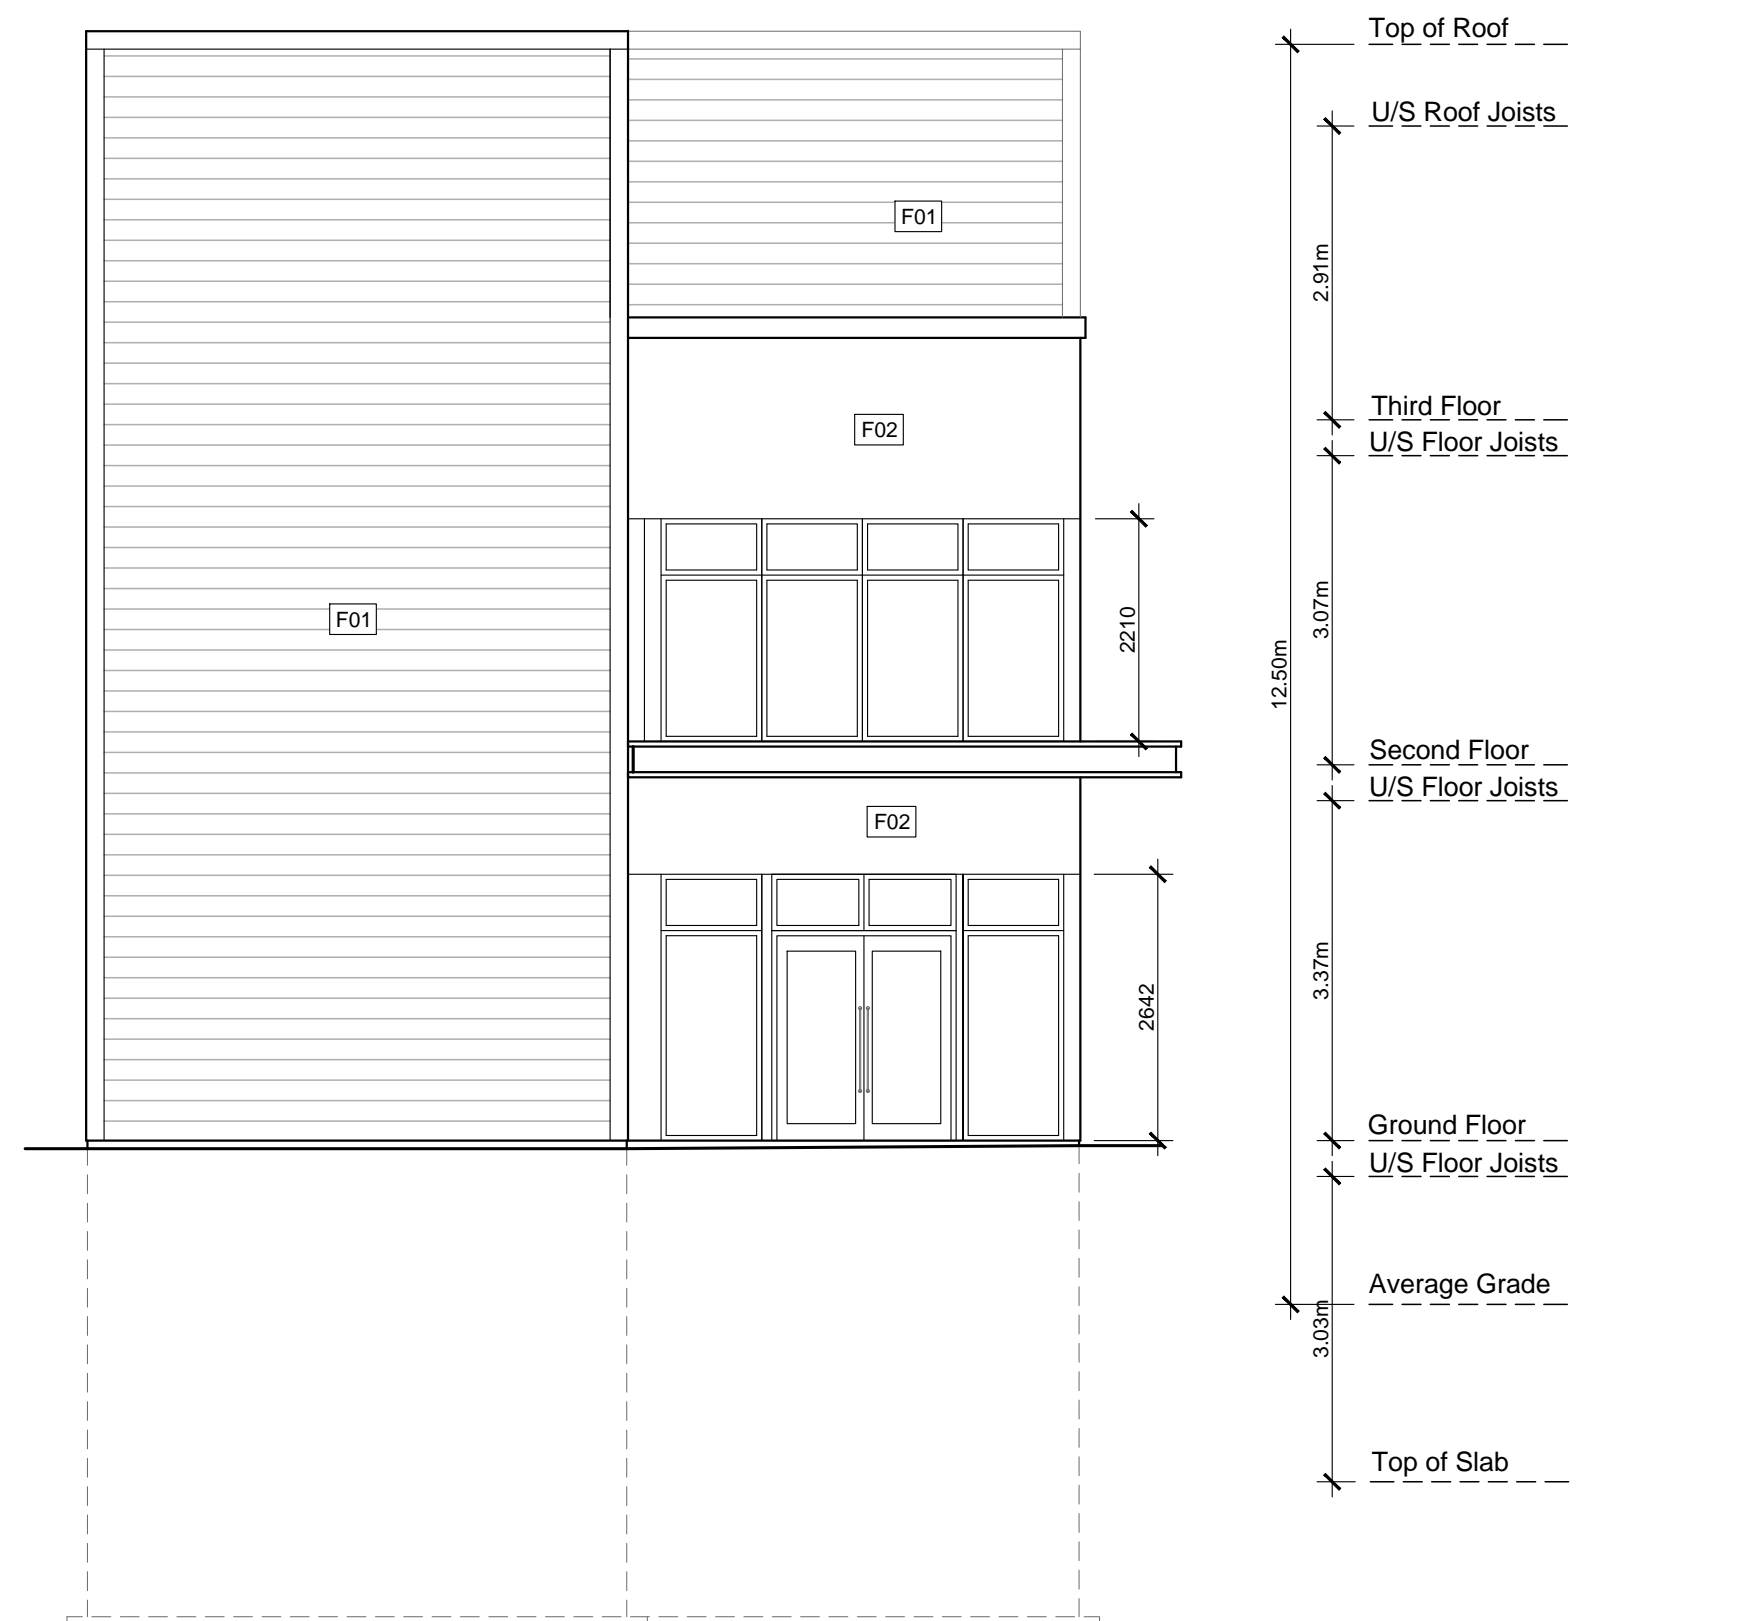 Top of Roof
U/S Roof Joists
F01
2.91m
Third Floor
F02
U/S Floor Joists
F01
2210
3.07m
12.50m
Second Floor
U/S Floor Joists
F02
3.37m
2642
Ground Floor
U/S Floor Joists
Average Grade
3.03m
Top of Slab